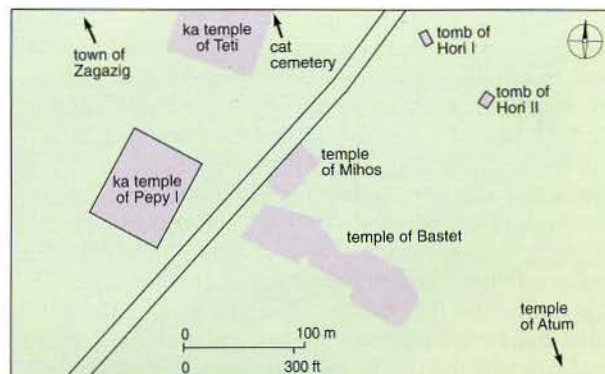 ka temple
of Teti
town of
Zagazig
cat
cemetery
tomb of
Hori I
tomb of
Hori II
temple
of Mihos
ka temple
of Pepy I
temple of Bastet
temple
of Atum
0 100 m
0 300 ft